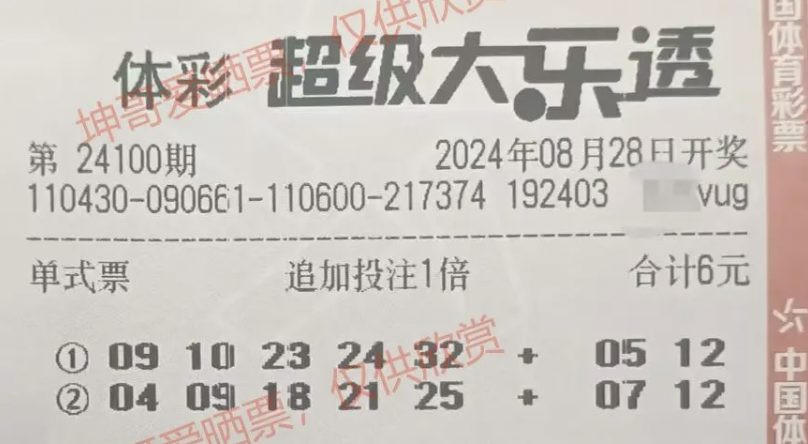 体彩 超级大乐透
第 24100期 2024年08月28日开奖
110430-090661-110600-217374 192403 vug
单式票 追加投注1倍 合计6元
① 09 10 23 24 32 + 05 12
② 04 09 18 21 25 + 07 12
坤哥爱晒票，仅供欣赏
哥爱晒票，仅供欣赏
国体育彩票
中国体